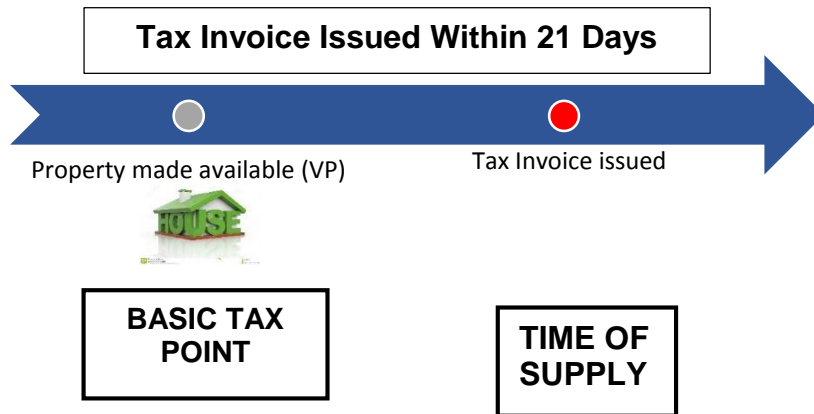 Tax Invoice Issued Within 21 Days
Property made available (VP)
Tax Invoice issued
HOUSE
BASIC TAX
POINT
TIME OF
SUPPLY